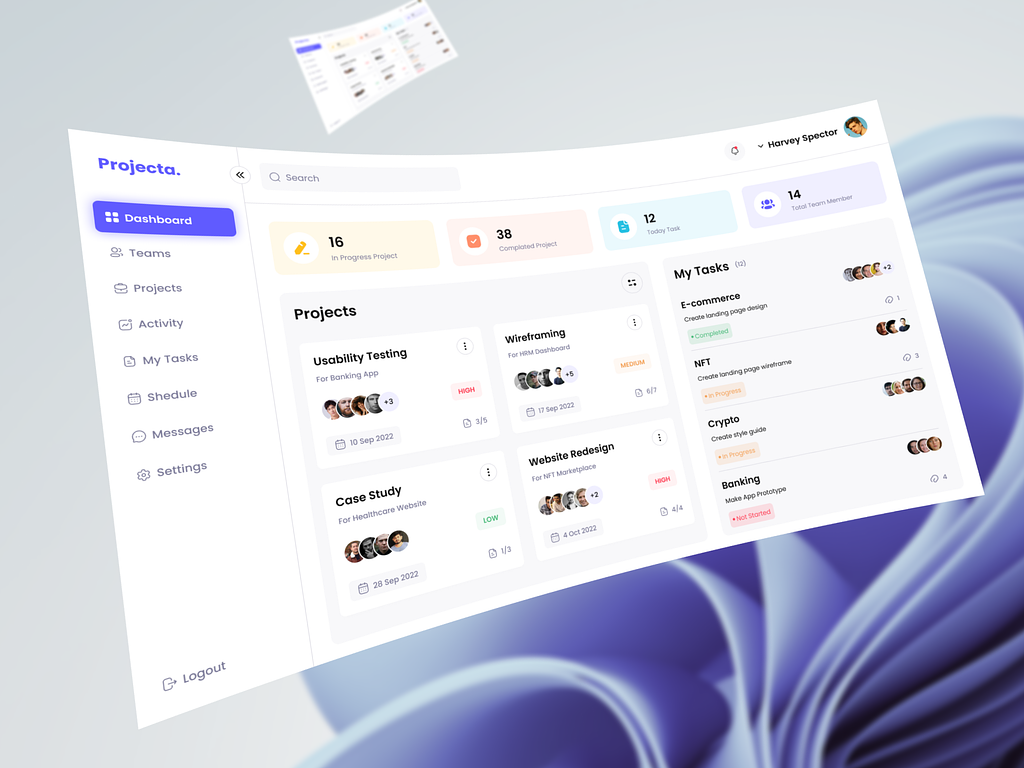 Projecta.
Dashboard
Teams
Projects
Activity
My Tasks
Shedule
Messages
Settings
Logout
Search
Harvey Spector
16
In Progress Project
38
Complated Project
12
Today Task
14
Total Team Member
Projects
Usability Testing
For Banking App
+3
HIGH
10 Sep 2022
3/5
Wireframing
For HRM Dashboard
+5
MEDIUM
17 Sep 2022
6/7
Case Study
For Healthcare Website
LOW
28 Sep 2022
1/3
Website Redesign
For NFT Marketplace
+2
HIGH
4 Oct 2022
4/4
My Tasks (12)
E-commerce
+2
Create landing page design
Completed
1
NFT
Create landing page wireframe
In Progress
3
Crypto
Create style guide
In Progress
Banking
Make App Prototype
Not Started
4